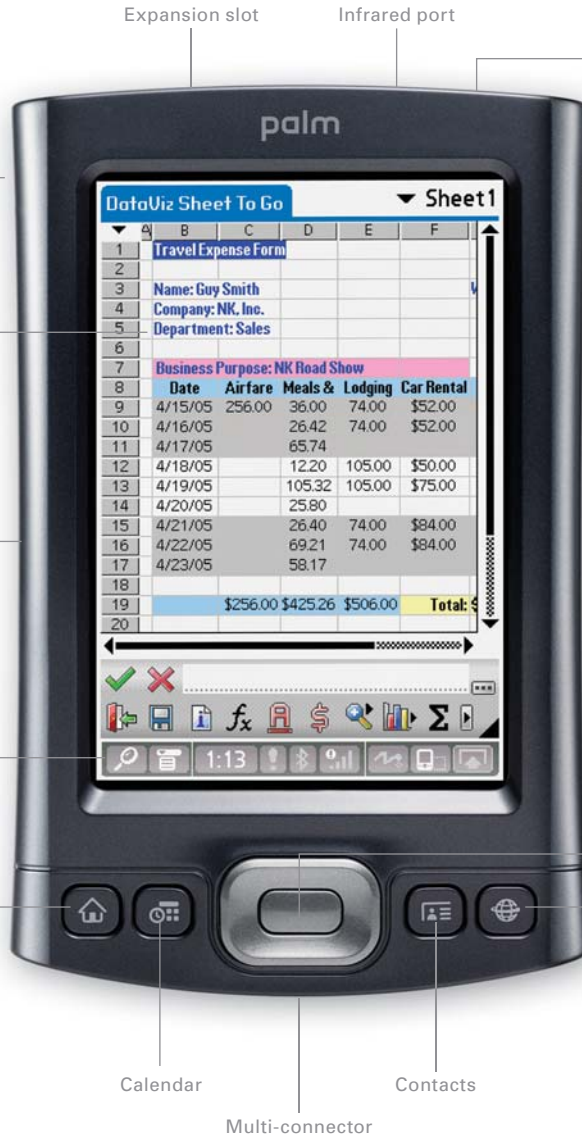 Expansion slot Infrared port
palm
DataViz Sheet To Go Sheet1
A B C D E F
1 Travel Expense Form
2
3 Name: Guy Smith
4 Company: NK, Inc.
5 Department: Sales
6
7 Business Purpose: NK Road Show
8 Date Airfare Meals & Lodging Car Rental
9 4/15/05 256.00 36.00 74.00 $52.00
10 4/16/05 26.42 74.00 $52.00
11 4/17/05 65.74
12 4/18/05 12.20 105.00 $50.00
13 4/19/05 105.32 105.00 $75.00
14 4/20/05 25.80
15 4/21/05 26.40 74.00 $84.00
16 4/22/05 69.21 74.00 $84.00
17 4/23/05 58.17
18
19 $256.00 $425.26 $506.00 Total: $
20
fx $ Σ
1:13
Calendar Contacts
Multi-connector